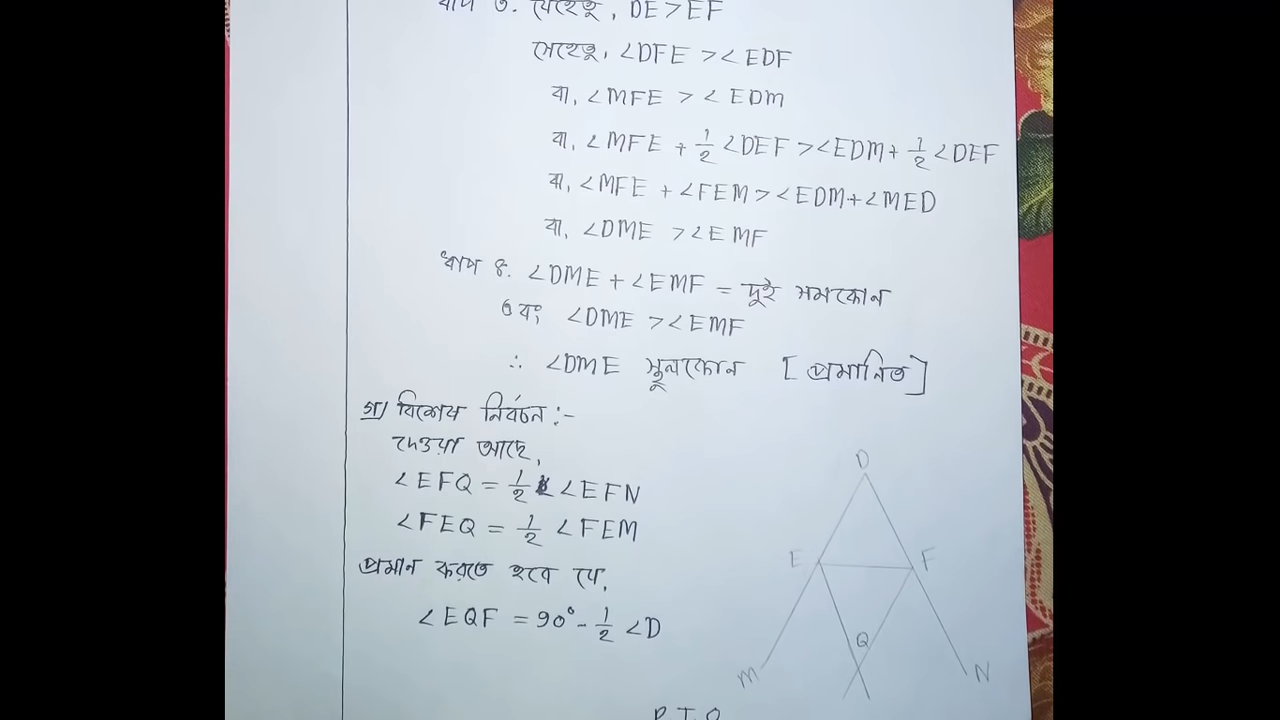 ধাপ ৩. যেহেতু, DE > EF
সেহেতু, ∠DFE > ∠EDF
বা, ∠MFE > ∠EDM
বা, ∠MFE + 1/2 ∠DEF > ∠EDM + 1/2 ∠DEF
বা, ∠MFE + ∠FEM > ∠EDM + ∠MED
বা, ∠DME > ∠EMF
ধাপ ৪. ∠DME + ∠EMF = দুই সমকোন
এবং ∠DME > ∠EMF
∴ ∠DME স্থূলকোন [প্রমানিত]
গ) বিশেষ নির্বচন :-
দেওয়া আছে,
∠EFQ = 1/2 ∠EFN
∠FEQ = 1/2 ∠FEM
প্রমান করতে হবে যে,
∠EQF = 90° - 1/2 ∠D
D
E
F
Q
M
N
P.T.O